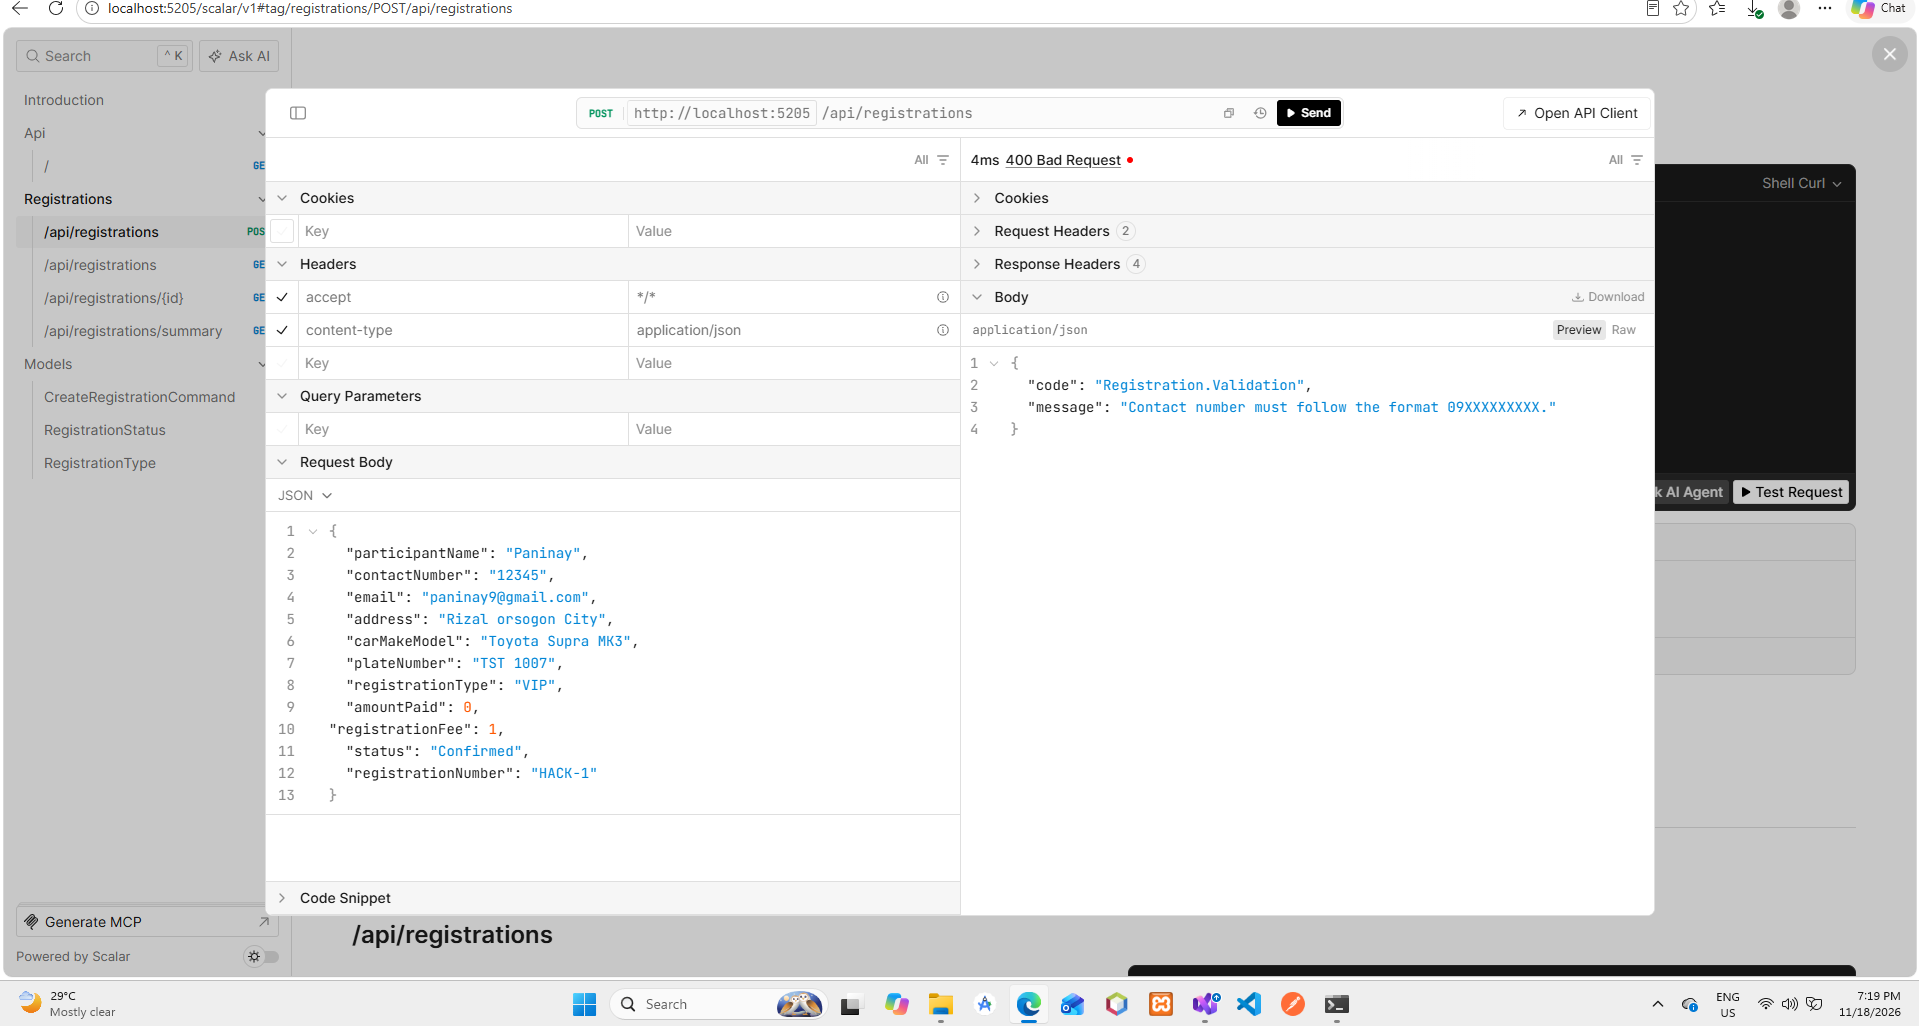 localhost:5205/scalar/v1#tag/registrations/POST/api/registrations
Chat
Search
^ K
Ask AI
Introduction
Api
/
GE
Registrations
/api/registrations
POS
/api/registrations
GE
/api/registrations/{id}
GE
/api/registrations/summary
GE
Models
CreateRegistrationCommand
RegistrationStatus
RegistrationType
Generate MCP
Powered by Scalar
POST
http://localhost:5205
/api/registrations
Send
Open API Client
All
Cookies
Key
Value
Headers
accept
*/*
content-type
application/json
Key
Value
Query Parameters
Key
Value
Request Body
JSON
1 {
2 "participantName": "Paninay",
3 "contactNumber": "12345",
4 "email": "paninay9@gmail.com",
5 "address": "Rizal orsogon City",
6 "carMakeModel": "Toyota Supra MK3",
7 "plateNumber": "TST 1007",
8 "registrationType": "VIP",
9 "amountPaid": 0,
10 "registrationFee": 1,
11 "status": "Confirmed",
12 "registrationNumber": "HACK-1"
13 }
Code Snippet
4ms 400 Bad Request
All
Cookies
Request Headers 2
Response Headers 4
Body
Download
application/json
Preview
Raw
1 {
2 "code": "Registration.Validation",
3 "message": "Contact number must follow the format 09XXXXXXXXX."
4 }
Shell Curl
k AI Agent
Test Request
/api/registrations
29°C
Mostly clear
Search
ENG
US
7:19 PM
11/18/2026